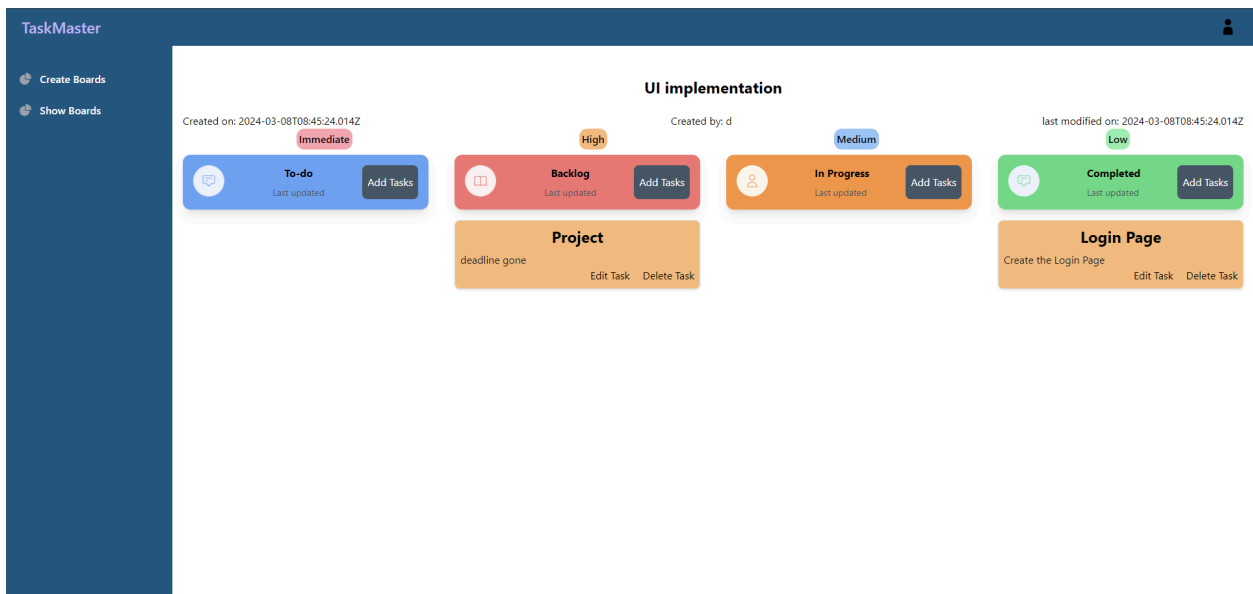 TaskMaster
Create Boards
Show Boards
UI implementation
Created on: 2024-03-08T08:45:24.014Z
Created by: d
last modified on: 2024-03-08T08:45:24.014Z
Immediate
High
Medium
Low
To-do
Last updated
Add Tasks
Backlog
Last updated
Add Tasks
In Progress
Last updated
Add Tasks
Completed
Last updated
Add Tasks
Project
deadline gone
Edit Task Delete Task
Login Page
Create the Login Page
Edit Task Delete Task